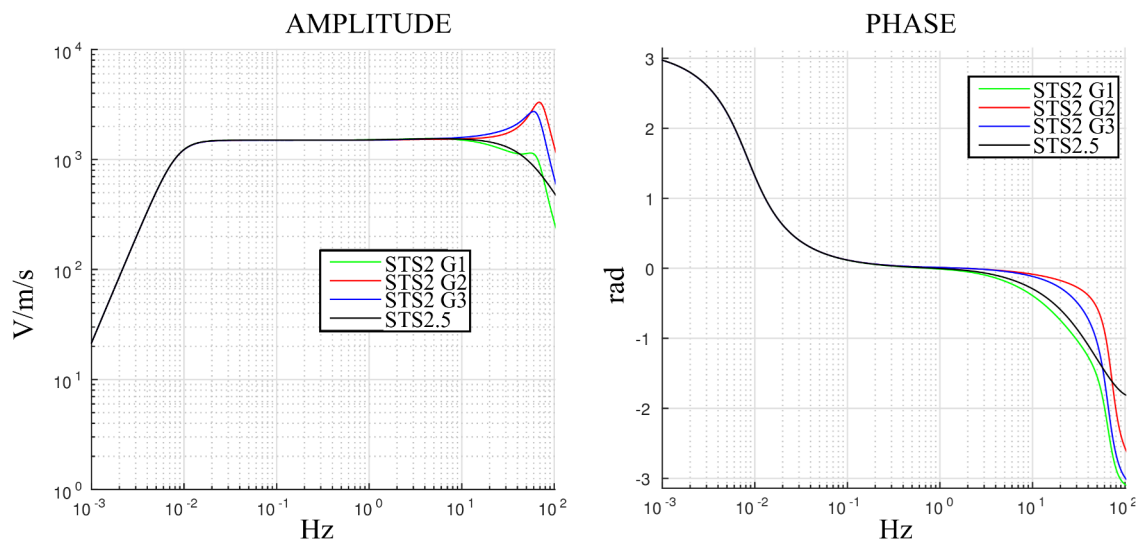 AMPLITUDE
10^4
10^3
10^2
10^1
10^0
V/m/s
STS2 G1
STS2 G2
STS2 G3
STS2.5
10^-3
10^-2
10^-1
10^0
10^1
10^2
Hz
PHASE
3
2
1
0
-1
-2
-3
rad
STS2 G1
STS2 G2
STS2 G3
STS2.5
10^-3
10^-2
10^-1
10^0
10^1
10^2
Hz